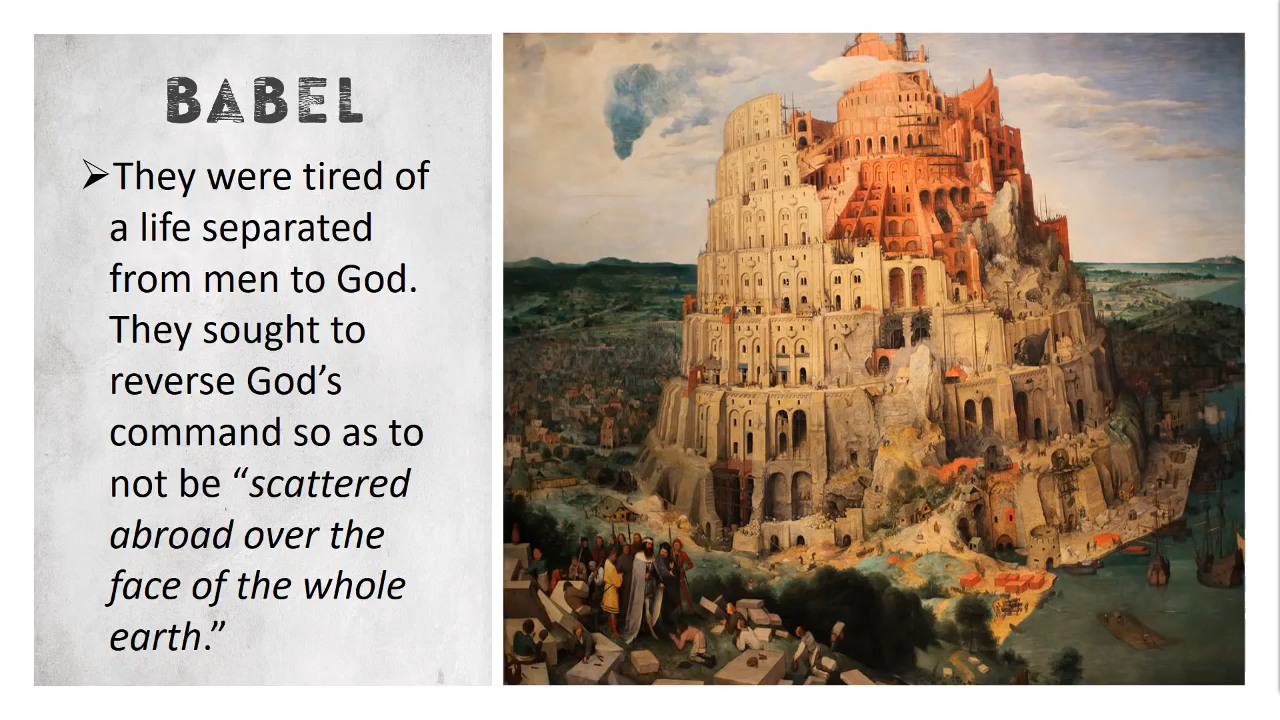 BABEL
➢They were tired of
a life separated
from men to God.
They sought to
reverse God’s
command so as to
not be “scattered
abroad over the
face of the whole
earth.”